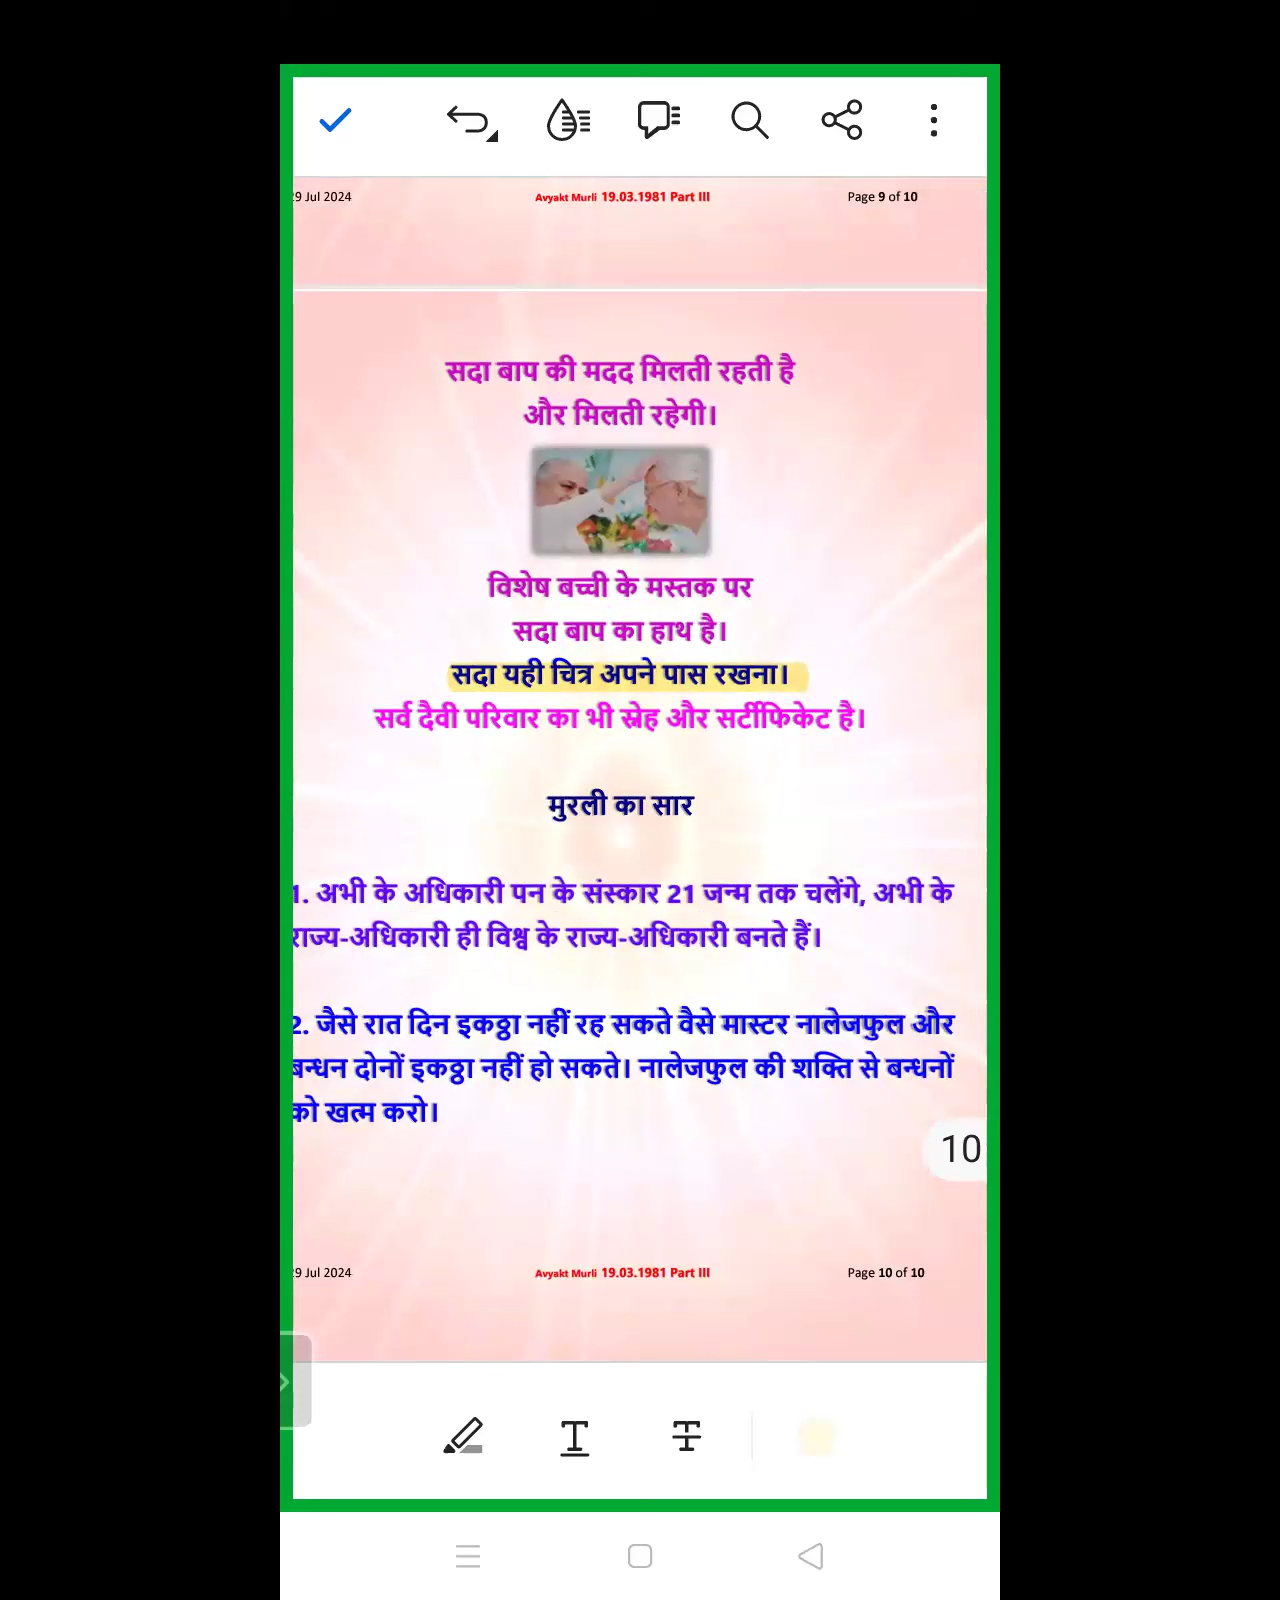 9 Jul 2024 Avyakt Murli 19.03.1981 Part III Page 9 of 10
सदा बाप की मदद मिलती रहती है
और मिलती रहेगी।
विशेष बच्ची के मस्तक पर
सदा बाप का हाथ है।
सदा यही चित्र अपने पास रखना।
सर्व दैवी परिवार का भी स्नेह और सर्टीफिकेट है।
मुरली का सार
1. अभी के अधिकारी पन के संस्कार 21 जन्म तक चलेंगे, अभी के
राज्य-अधिकारी ही विश्व के राज्य-अधिकारी बनते हैं।
2. जैसे रात दिन इकठ्ठा नहीं रह सकते वैसे मास्टर नालेजफुल और
बन्धन दोनों इकठ्ठा नहीं हो सकते। नालेजफुल की शक्ति से बन्धनों
को खत्म करो।
10
9 Jul 2024 Avyakt Murli 19.03.1981 Part III Page 10 of 10